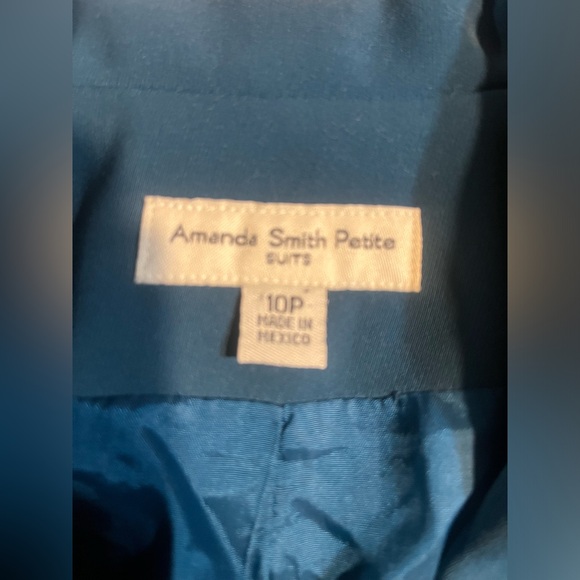 Amanda Smith Petite
SUITS
10P
MADE IN
MEXICO